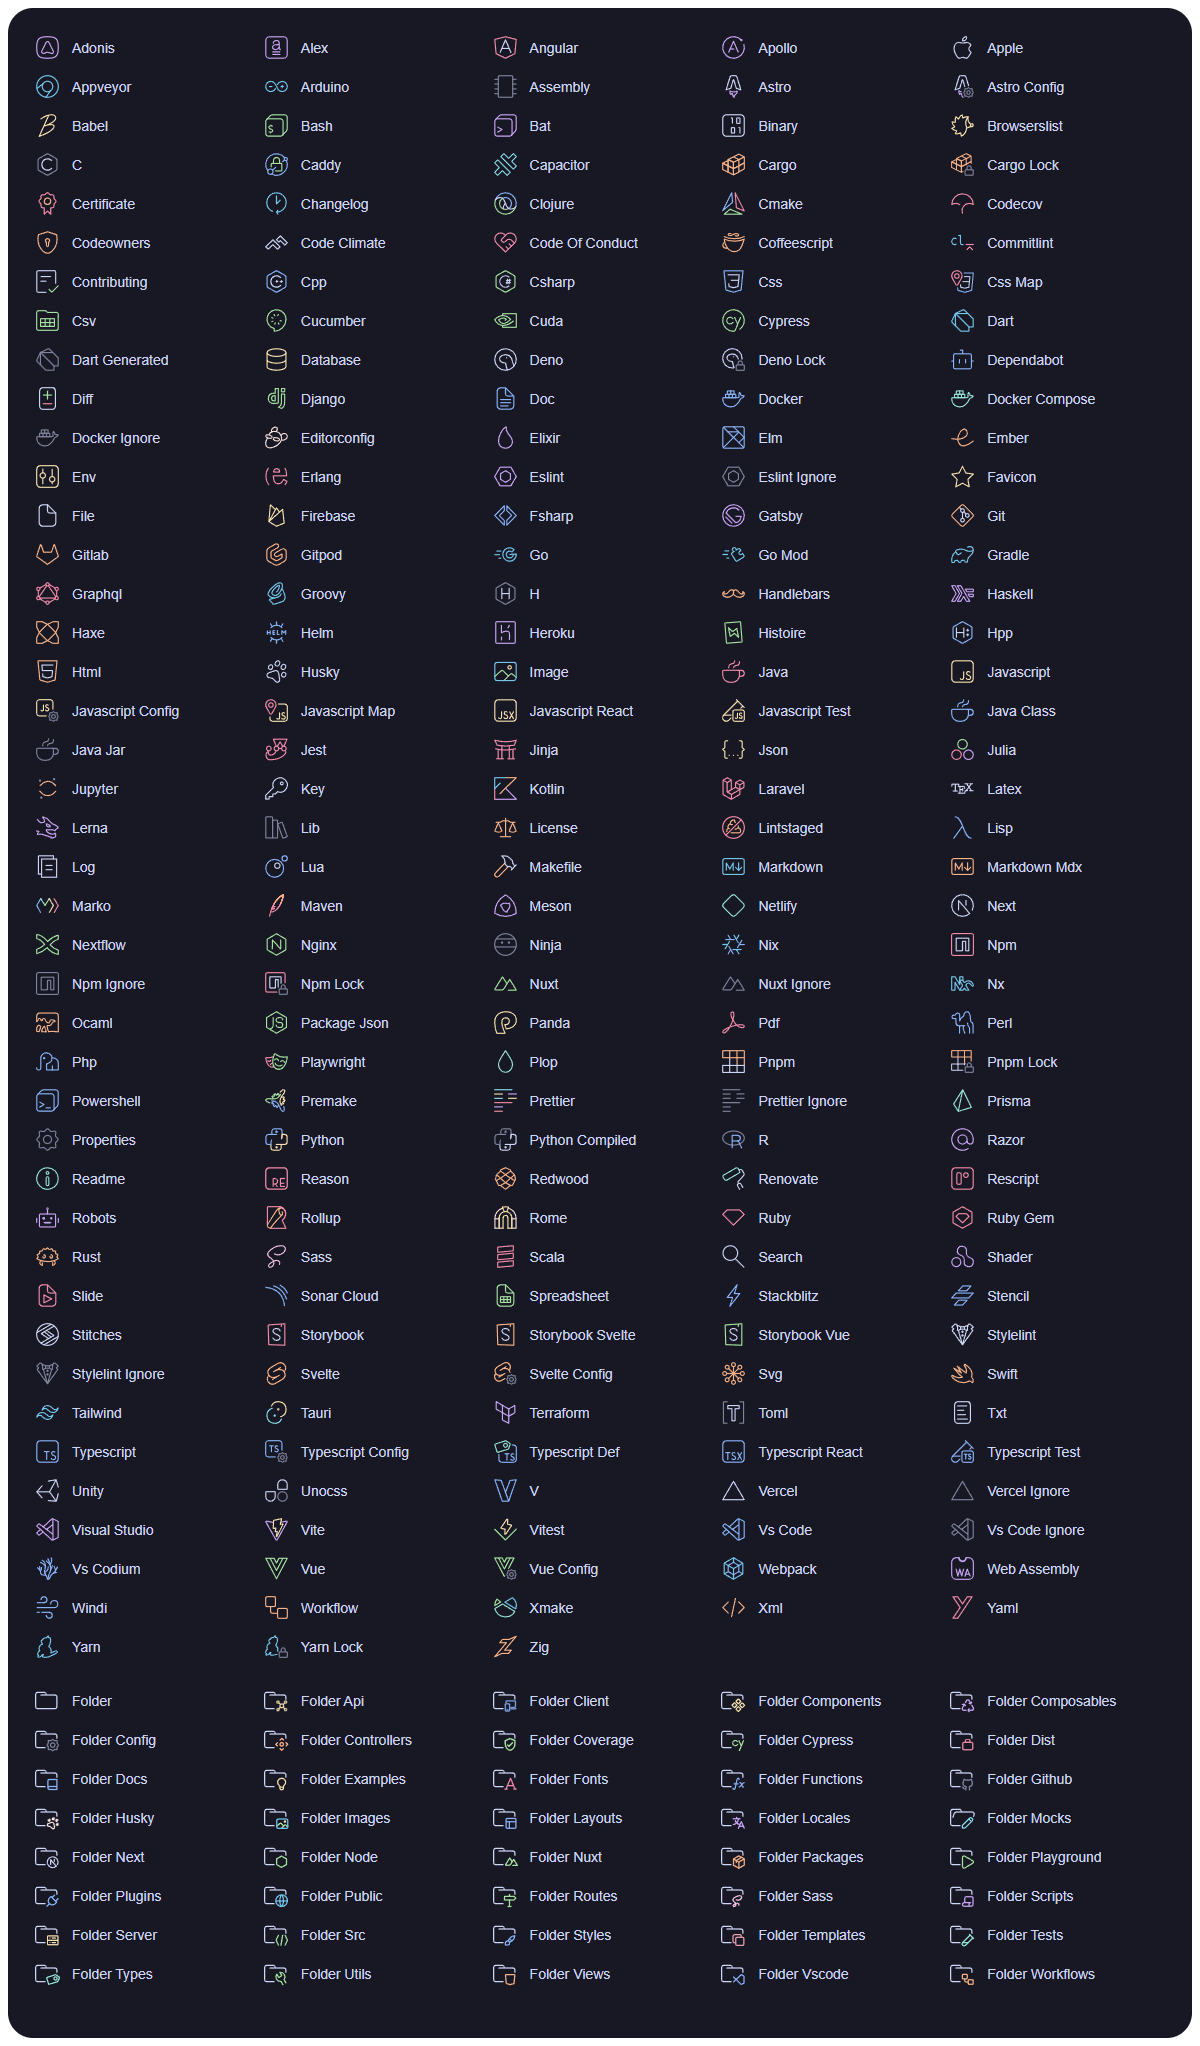 Adonis Alex Angular Apollo Apple
Appveyor Arduino Assembly Astro Astro Config
Babel Bash Bat Binary Browserslist
C Caddy Capacitor Cargo Cargo Lock
Certificate Changelog Clojure Cmake Codecov
Codeowners Code Climate Code Of Conduct Coffeescript Commitlint
Contributing Cpp Csharp Css Css Map
Csv Cucumber Cuda Cypress Dart
Dart Generated Database Deno Deno Lock Dependabot
Diff Django Doc Docker Docker Compose
Docker Ignore Editorconfig Elixir Elm Ember
Env Erlang Eslint Eslint Ignore Favicon
File Firebase Fsharp Gatsby Git
Gitlab Gitpod Go Go Mod Gradle
Graphql Groovy H Handlebars Haskell
Haxe Helm Heroku Histoire Hpp
Html Husky Image Java Javascript
Javascript Config Javascript Map Javascript React Javascript Test Java Class
Java Jar Jest Jinja Json Julia
Jupyter Key Kotlin Laravel Latex
Lerna Lib License Lintstaged Lisp
Log Lua Makefile Markdown Markdown Mdx
Marko Maven Meson Netlify Next
Nextflow Nginx Ninja Nix Npm
Npm Ignore Npm Lock Nuxt Nuxt Ignore Nx
Ocaml Package Json Panda Pdf Perl
Php Playwright Plop Pnpm Pnpm Lock
Powershell Premake Prettier Prettier Ignore Prisma
Properties Python Python Compiled R Razor
Readme Reason Redwood Renovate Rescript
Robots Rollup Rome Ruby Ruby Gem
Rust Sass Scala Search Shader
Slide Sonar Cloud Spreadsheet Stackblitz Stencil
Stitches Storybook Storybook Svelte Storybook Vue Stylelint
Stylelint Ignore Svelte Svelte Config Svg Swift
Tailwind Tauri Terraform Toml Txt
Typescript Typescript Config Typescript Def Typescript React Typescript Test
Unity Unocss V Vercel Vercel Ignore
Visual Studio Vite Vitest Vs Code Vs Code Ignore
Vs Codium Vue Vue Config Webpack Web Assembly
Windi Workflow Xmake Xml Yaml
Yarn Yarn Lock Zig
Folder Folder Api Folder Client Folder Components Folder Composables
Folder Config Folder Controllers Folder Coverage Folder Cypress Folder Dist
Folder Docs Folder Examples Folder Fonts Folder Functions Folder Github
Folder Husky Folder Images Folder Layouts Folder Locales Folder Mocks
Folder Next Folder Node Folder Nuxt Folder Packages Folder Playground
Folder Plugins Folder Public Folder Routes Folder Sass Folder Scripts
Folder Server Folder Src Folder Styles Folder Templates Folder Tests
Folder Types Folder Utils Folder Views Folder Vscode Folder Workflows